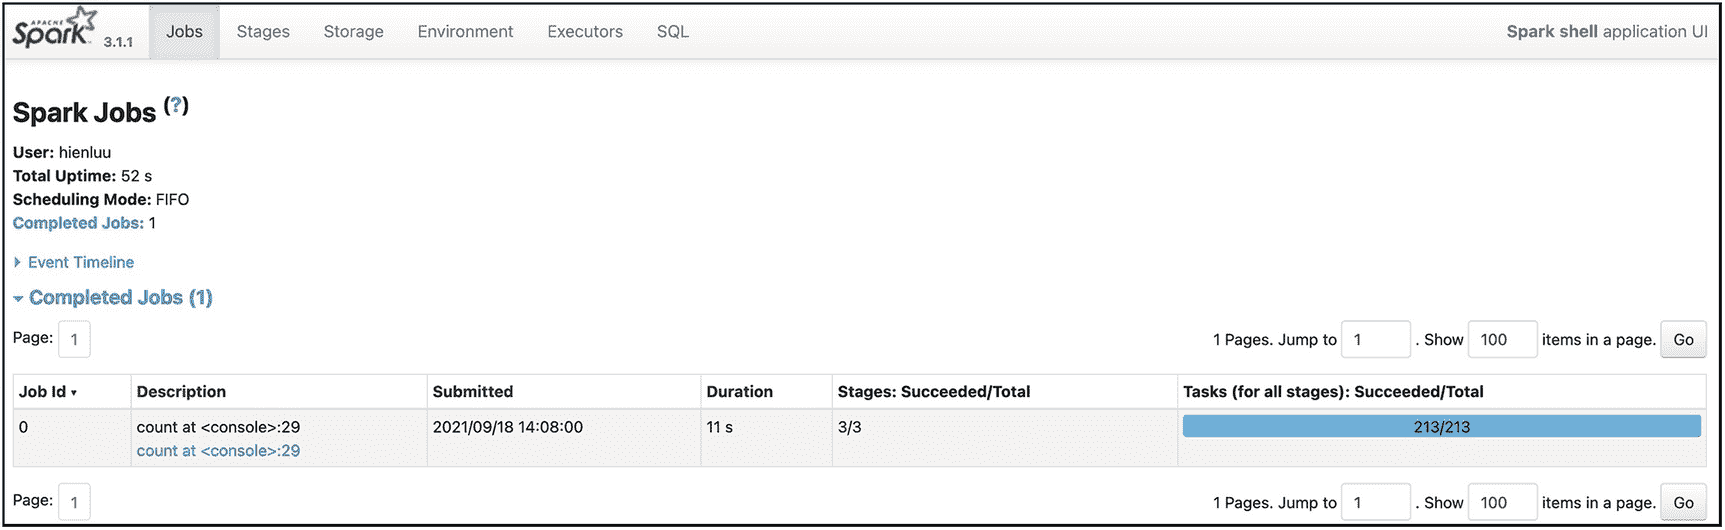 APACHE
Spark 3.1.1 Jobs Stages Storage Environment Executors SQL Spark shell application UI
Spark Jobs (?)
User: hienluu
Total Uptime: 52 s
Scheduling Mode: FIFO
Completed Jobs: 1
Event Timeline
Completed Jobs (1)
Page: 1 1 Pages. Jump to 1 . Show 100 items in a page. Go
Job Id Description Submitted Duration Stages: Succeeded/Total Tasks (for all stages): Succeeded/Total
0 count at <console>:29 2021/09/18 14:08:00 11 s 3/3 213/213
count at <console>:29
Page: 1 1 Pages. Jump to 1 . Show 100 items in a page. Go